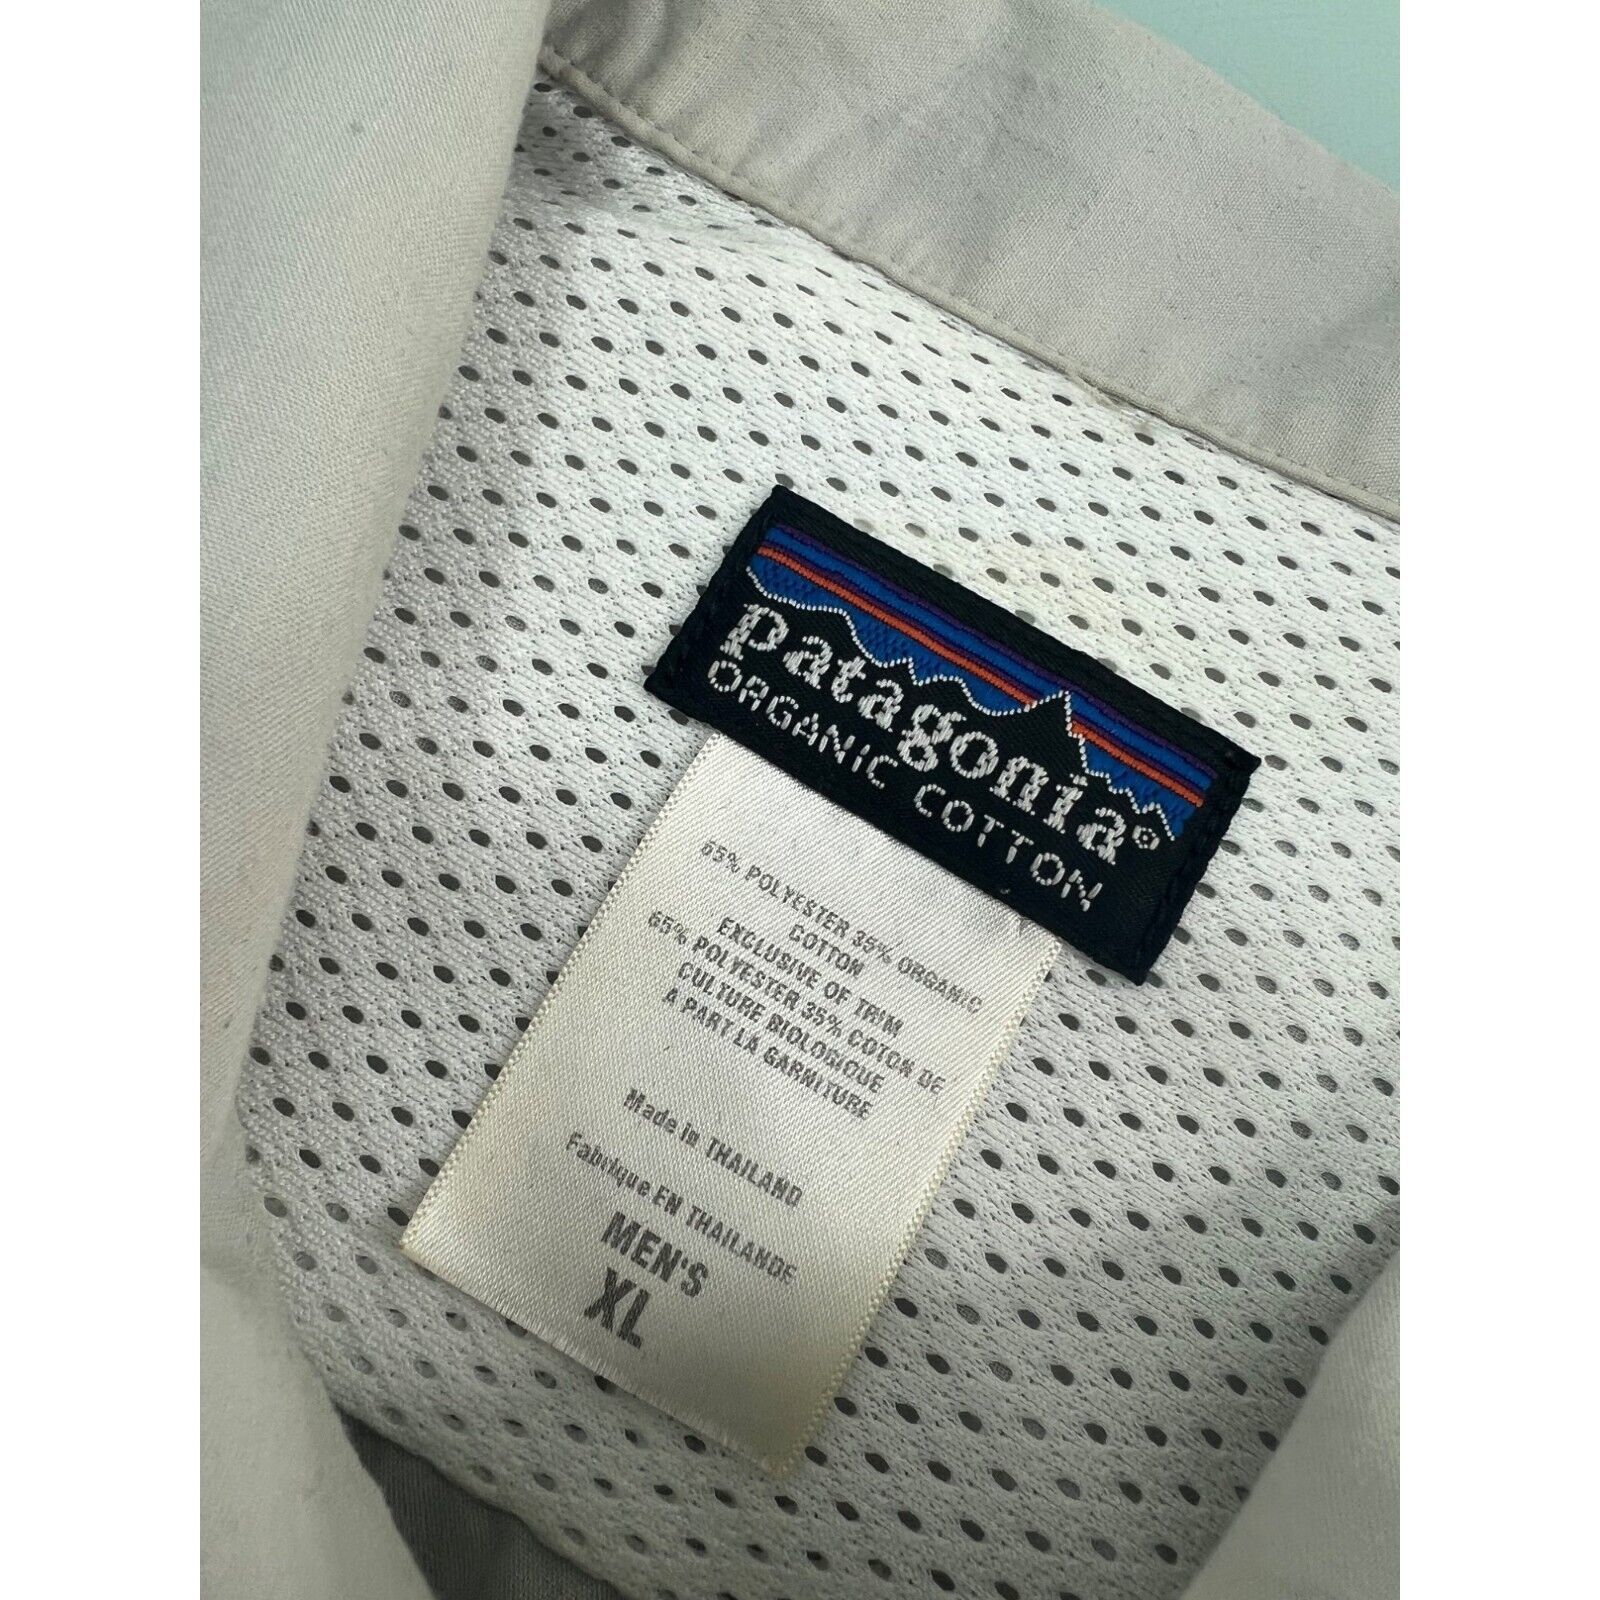 patagonia®
ORGANIC COTTON
65% POLYESTER 35% ORGANIC
COTTON
EXCLUSIVE OF TRIM
65% POLYESTER 35% COTON DE
CULTURE BIOLOGIQUE
A PART LA GARNITURE
Made in THAILAND
Fabrique EN THAILANDE
MEN'S
XL